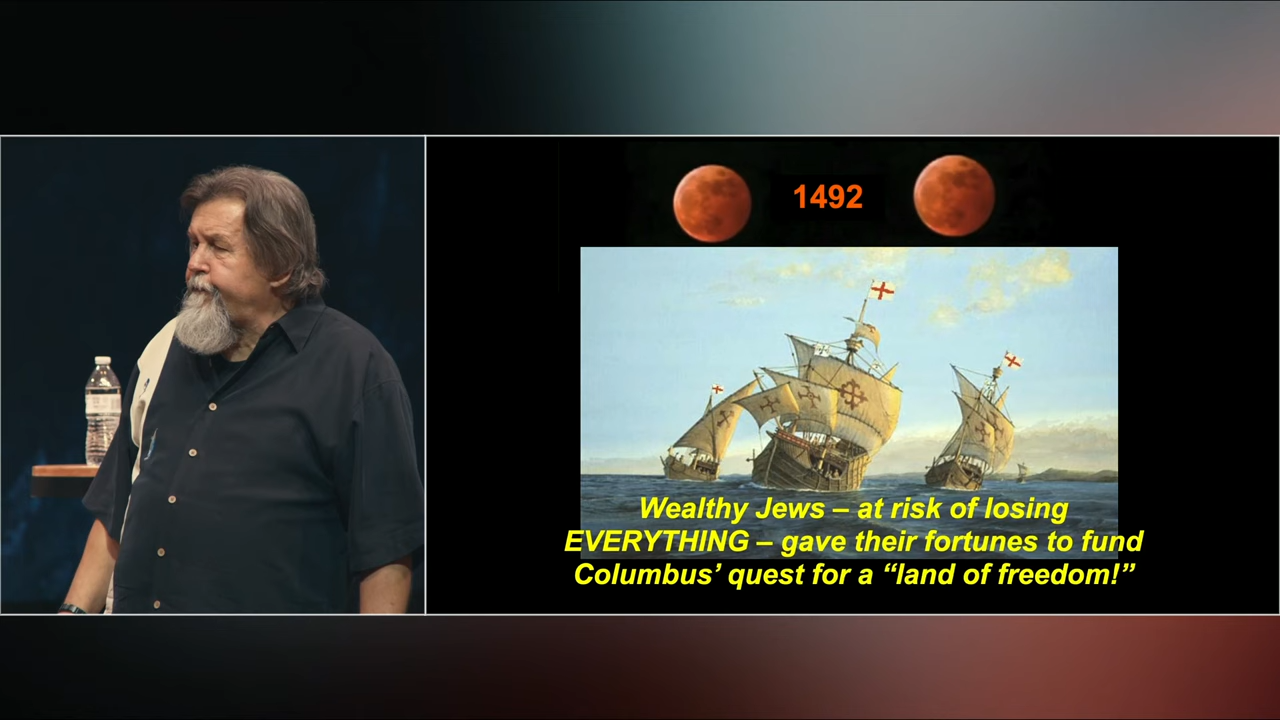 1492
Wealthy Jews – at risk of losing
EVERYTHING – gave their fortunes to fund
Columbus’ quest for a “land of freedom!”